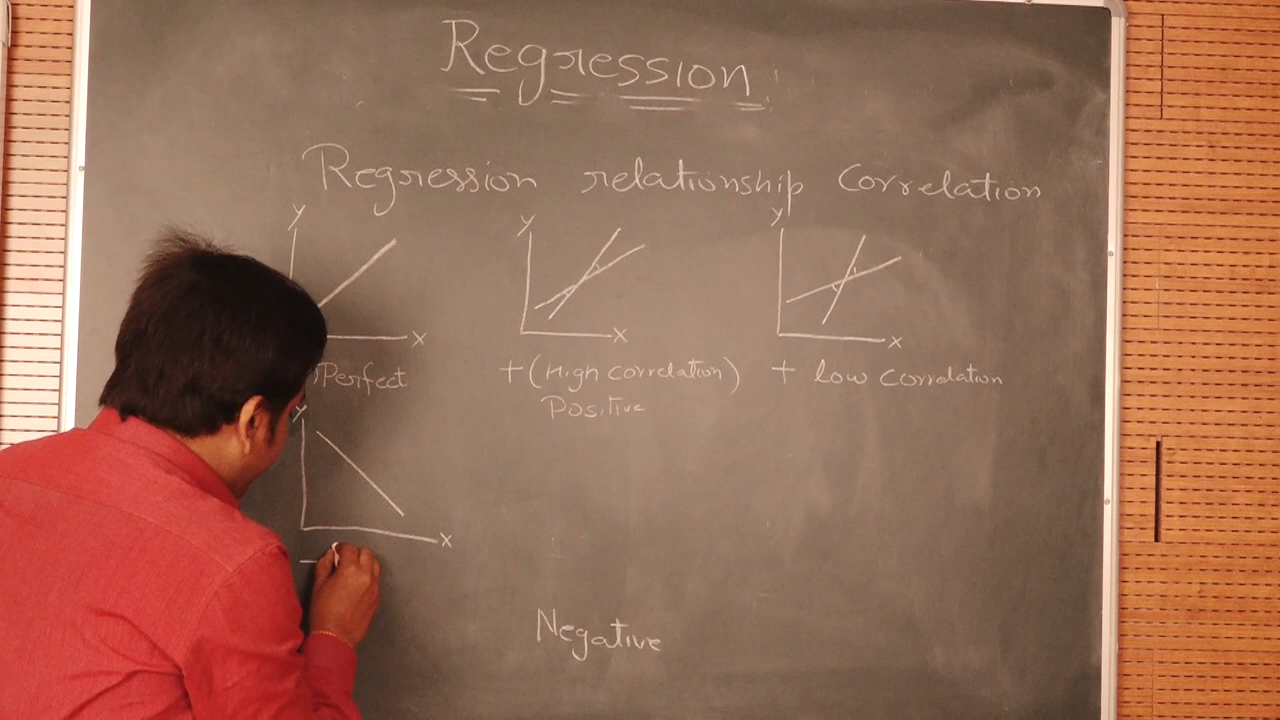 Regression
Regression relationship Correlation
Y Y Y
X X X
Perfect +(High correlation) + low correlation
Positive
Y
X
Negative